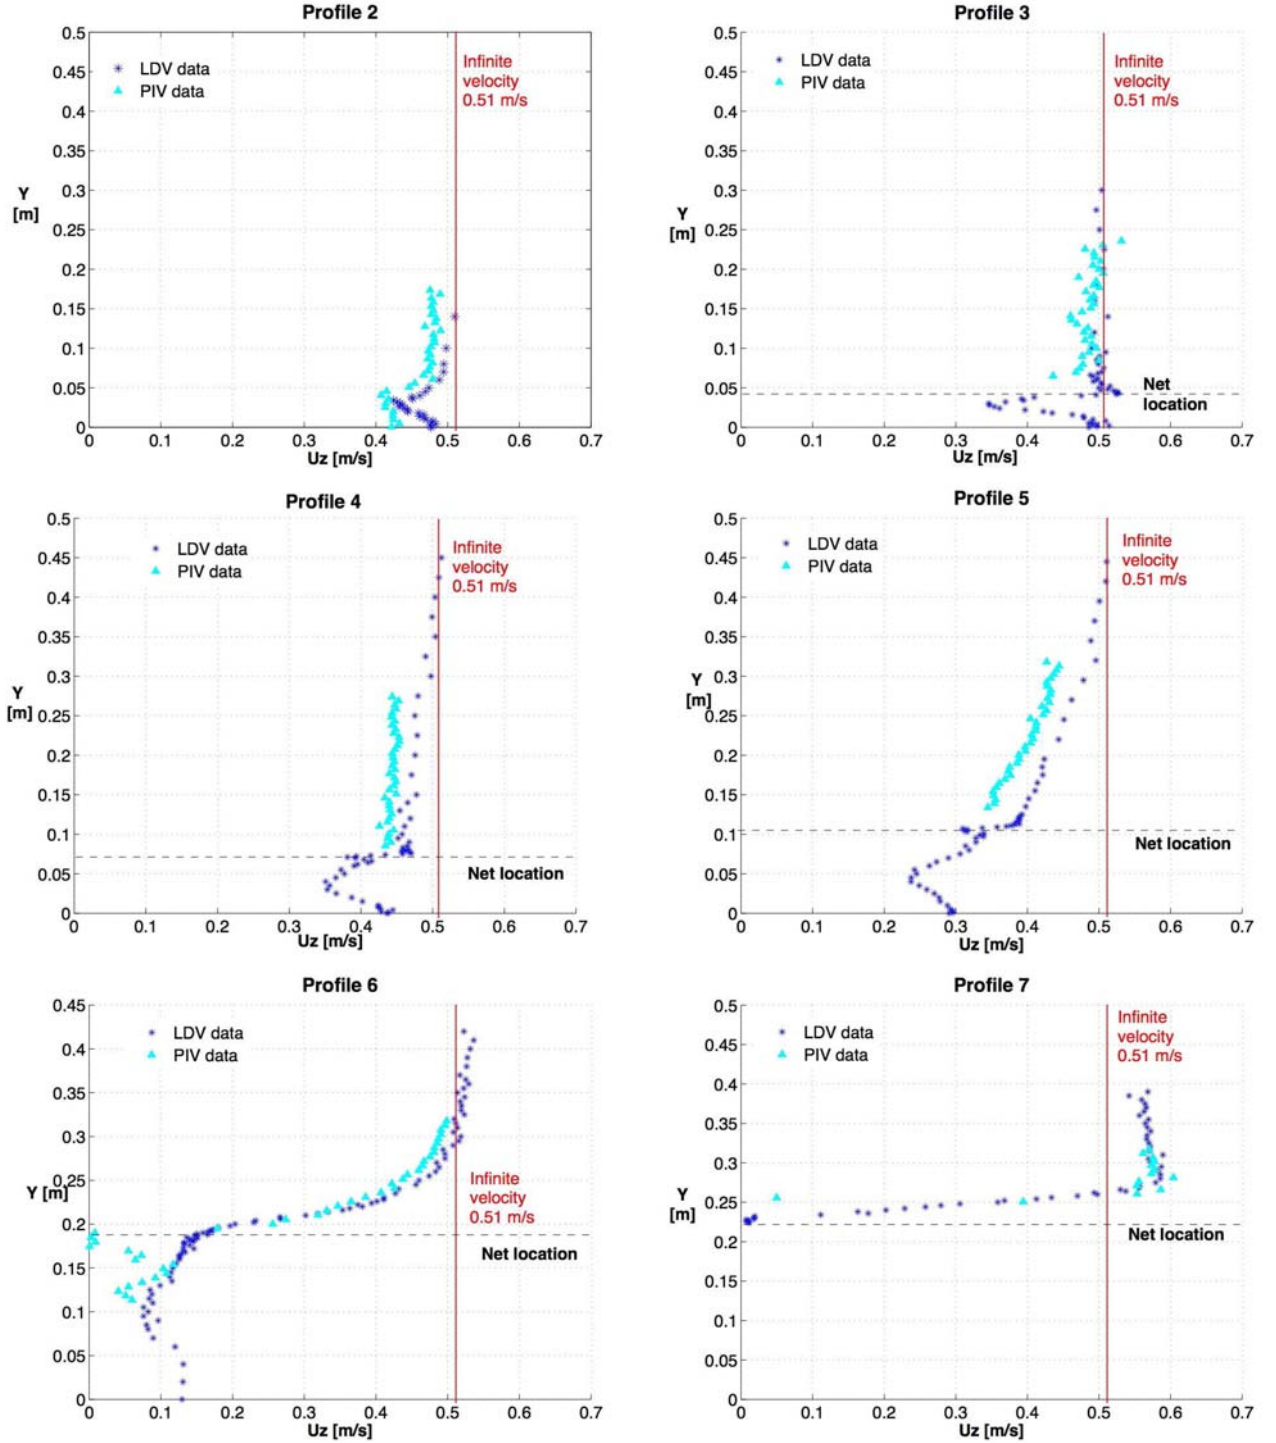 Profile 2
0.5
0.45
0.4
0.35
0.3
0.25
0.2
0.15
0.1
0.05
0
Y
[m]
LDV data
PIV data
Infinite
velocity
0.51 m/s
0 0.1 0.2 0.3 0.4 0.5 0.6 0.7
Uz [m/s]
Profile 3
0.5
0.45
0.4
0.35
0.3
0.25
0.2
0.15
0.1
0.05
0
Y
[m]
LDV data
PIV data
Infinite
velocity
0.51 m/s
Net
location
0 0.1 0.2 0.3 0.4 0.5 0.6 0.7
Uz [m/s]
Profile 4
0.5
0.45
0.4
0.35
0.3
0.25
0.2
0.15
0.1
0.05
0
Y
[m]
LDV data
PIV data
Infinite
velocity
0.51 m/s
Net location
0 0.1 0.2 0.3 0.4 0.5 0.6 0.7
Uz [m/s]
Profile 5
0.5
0.45
0.4
0.35
0.3
0.25
0.2
0.15
0.1
0.05
0
Y
[m]
LDV data
PIV data
Infinite
velocity
0.51 m/s
Net location
0 0.1 0.2 0.3 0.4 0.5 0.6 0.7
Uz [m/s]
Profile 6
0.45
0.4
0.35
0.3
0.25
0.2
0.15
0.1
0.05
0
Y [m]
LDV data
PIV data
Infinite
velocity
0.51 m/s
Net location
0 0.1 0.2 0.3 0.4 0.5 0.6 0.7
Uz [m/s]
Profile 7
0.5
0.45
0.4
0.35
0.3
0.25
0.2
0.15
0.1
0.05
0
Y
[m]
LDV data
PIV data
Infinite
velocity
0.51 m/s
Net location
0 0.1 0.2 0.3 0.4 0.5 0.6 0.7
Uz [m/s]